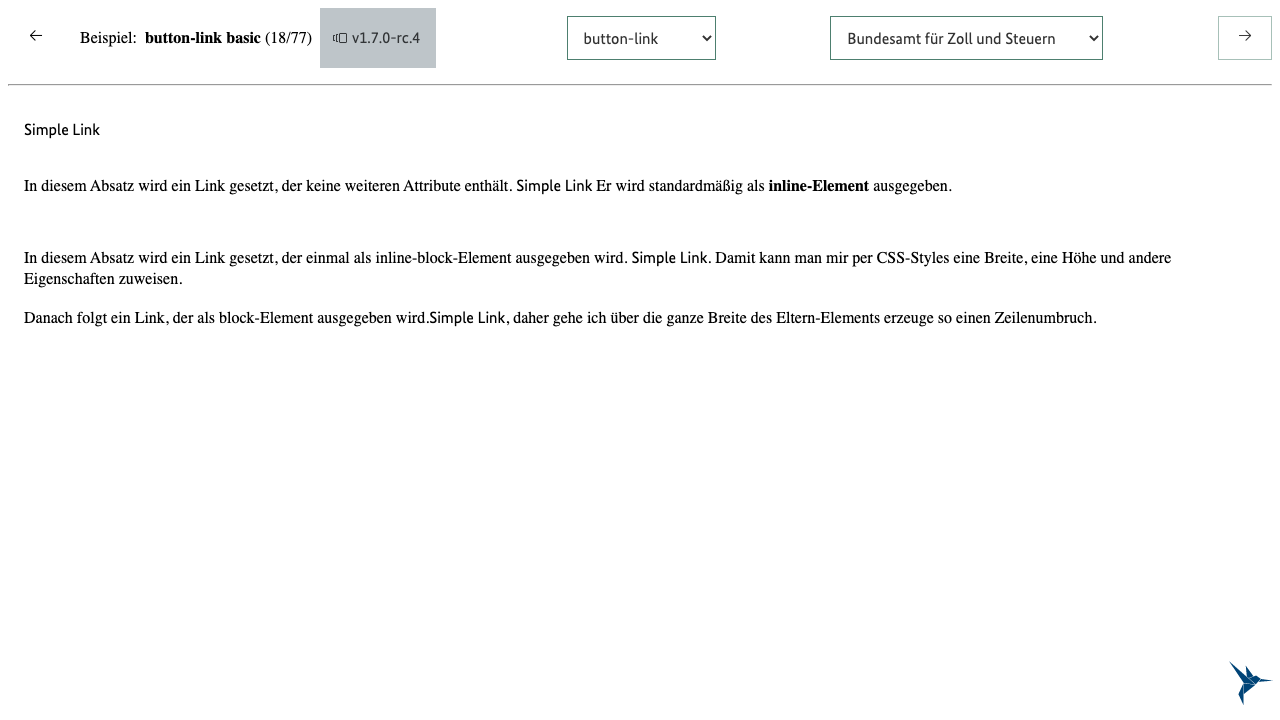 ← Beispiel: button-link basic (18/77) v1.7.0-rc.4 button-link Bundesamt für Zoll und Steuern →
Simple Link
In diesem Absatz wird ein Link gesetzt, der keine weiteren Attribute enthält. Simple Link Er wird standardmäßig als inline-Element ausgegeben.
In diesem Absatz wird ein Link gesetzt, der einmal als inline-block-Element ausgegeben wird. Simple Link. Damit kann man mir per CSS-Styles eine Breite, eine Höhe und andere
Eigenschaften zuweisen.
Danach folgt ein Link, der als block-Element ausgegeben wird.Simple Link, daher gehe ich über die ganze Breite des Eltern-Elements erzeuge so einen Zeilenumbruch.